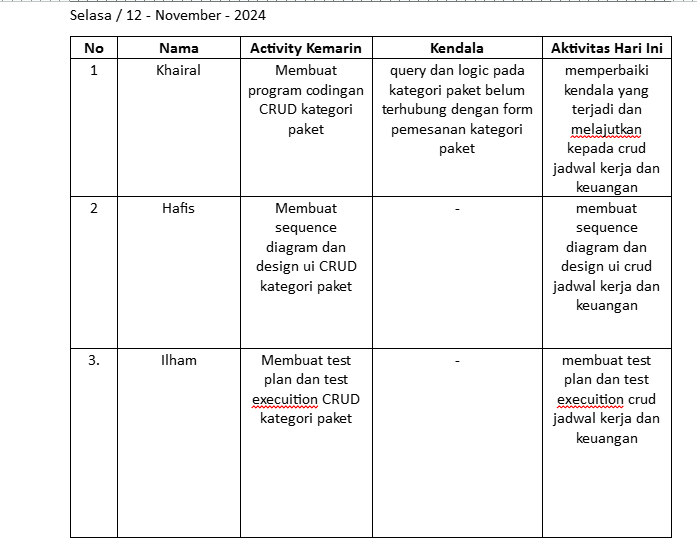 Selasa / 12 - November - 2024
No Nama Activity Kemarin Kendala Aktivitas Hari Ini
1 Khairal Membuat query dan logic pada memperbaiki
program codingan kategori paket belum kendala yang
CRUD kategori terhubung dengan form terjadi dan
paket pemesanan kategori melajutkan
paket kepada crud
jadwal kerja dan
keuangan
2 Hafis Membuat - membuat
sequence sequence
diagram dan diagram dan
design ui CRUD design ui crud
kategori paket jadwal kerja dan
keuangan
3. Ilham Membuat test - membuat test
plan dan test plan dan test
execuition CRUD execuition crud
kategori paket jadwal kerja dan
keuangan